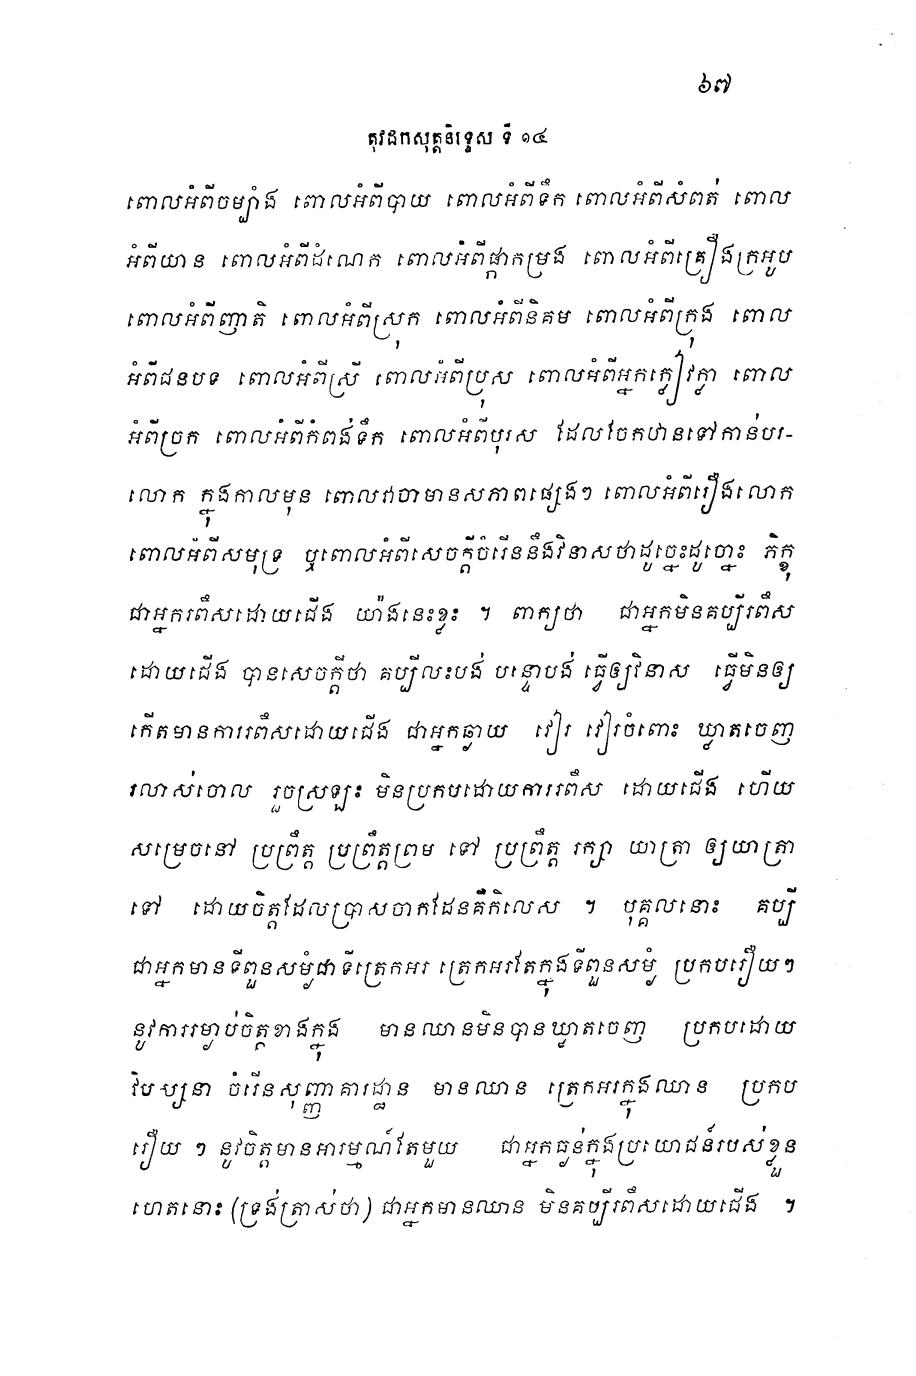 ៦៧
តុវដកសុត្តនិទ្ទេស ទី ១៤
ពោលអំពីចម្បាំង ពោលអំពីបាយ ពោលអំពីទឹក ពោលអំពីសំពត់ ពោល
អំពីយាន ពោលអំពីដំណេក ពោលអំពីផ្កាកម្រង ពោលអំពីគ្រឿងក្រអូប
ពោលអំពីញាតិ ពោលអំពីស្រុក ពោលអំពីនិគម ពោលអំពីក្រុង ពោល
អំពីជនបទ ពោលអំពីស្រី ពោលអំពីប្រុស ពោលអំពីអ្នកក្លៀវក្លា ពោល
អំពីច្រក ពោលអំពីកំពង់ទឹក ពោលអំពីបុរស ដែលចែកឋានទៅកាន់បរ-
លោក ក្នុងកាលមុន ពោលវាចាមានសភាពផ្សេងៗ ពោលអំពីរឿងលោក
ពោលអំពីសមុទ្រ ឬពោលអំពីសេចក្តីចំរើននឹងវិនាសថាដូច្នេះដូច្នោះ ភិក្ខុ
ជាអ្នករពឹសដោយជើង យ៉ាងនេះខ្លះ ។ ពាក្យថា ជាអ្នកមិនគប្បីរពឹស
ដោយជើង បានសេចក្តីថា គប្បីលះបង់ បន្ទោបង់ ធ្វើឲ្យវិនាស ធ្វើមិនឲ្យ
កើតមានការរពឹសដោយជើង ជាអ្នកឆ្ងាយ វៀរ វៀរចំពោះ ឃ្លាតចេញ
រលាស់ចោល រួចស្រឡះ មិនប្រកបដោយការរពឹស ដោយជើង ហើយ
សម្រេចនៅ ប្រព្រឹត្ត ប្រព្រឹត្តព្រម ទៅ ប្រព្រឹត្ត រក្សា យាត្រា ឲ្យយាត្រា
ទៅ ដោយចិត្តដែលប្រាសចាកដែនគឺកិលេស ។ បុគ្គលនោះ គប្បី
ជាអ្នកមានទីពួនសម្ងំជាទីត្រេកអរ ត្រេកអរតែក្នុងទីពួនសម្ងំ ប្រកបរឿយៗ
នូវការរម្ងាប់ចិត្តខាងក្នុង មានឈានមិនបានឃ្លាតចេញ ប្រកបដោយ
វិបស្សនា ចំរើនសុញ្ញាគារដ្ឋាន មានឈាន ត្រេកអរក្នុងឈាន ប្រកប
រឿយ ៗ នូវចិត្តមានអារម្មណ៍តែមួយ ជាអ្នកធ្ងន់ក្នុងប្រយោជន៍របស់ខ្លួន
ហេតនោះ (ទ្រង់ត្រាស់ថា) ជាអ្នកមានឈាន មិនគប្បីរពឹសដោយជើង ។